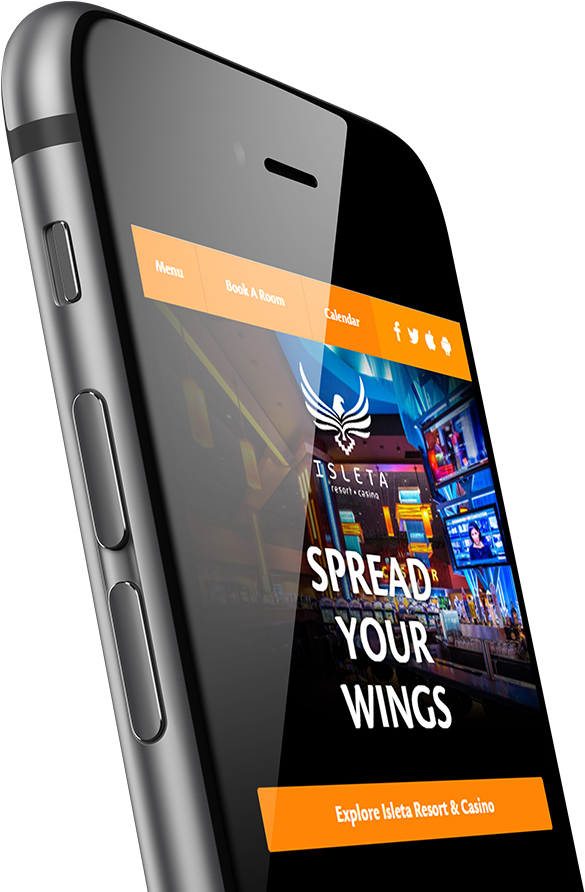 Menu
Book A Room
Calendar
ISLETA
resort • casino
SPREAD
YOUR
WINGS
Explore Isleta Resort & Casino